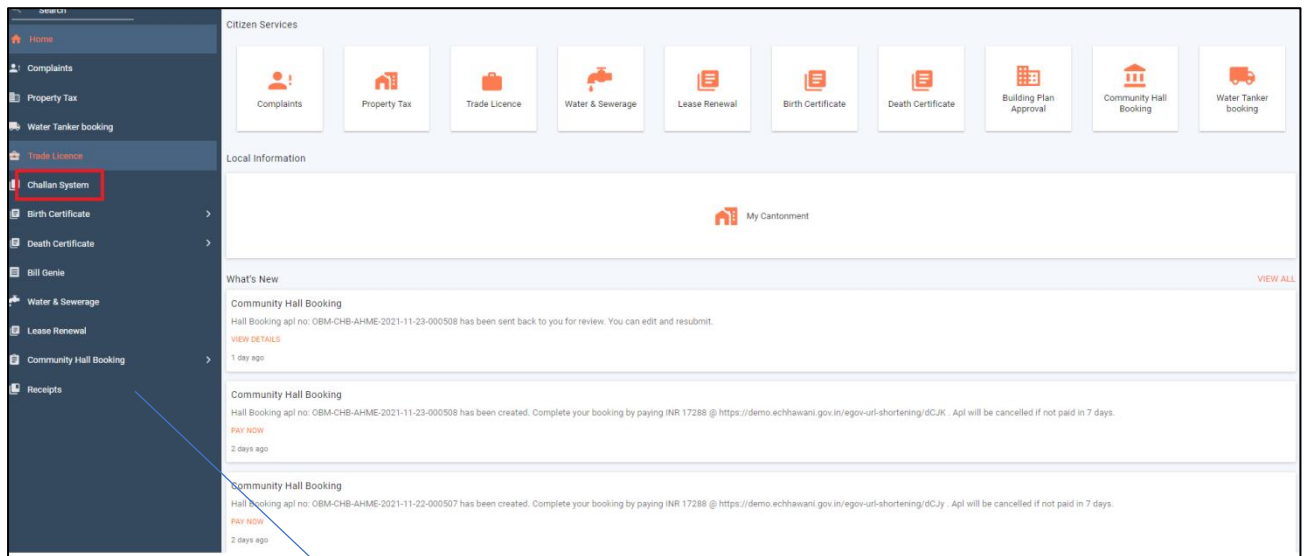 Search
Home
Complaints
Property Tax
Water Tanker booking
Trade Licence
Challan System
Birth Certificate
Death Certificate
Bill Genie
Water & Sewerage
Lease Renewal
Community Hall Booking
Receipts
Citizen Services
Complaints
Property Tax
Trade Licence
Water & Sewerage
Lease Renewal
Birth Certificate
Death Certificate
Building Plan
Approval
Community Hall
Booking
Water Tanker
booking
Local Information
My Cantonment
What's New
VIEW ALL
Community Hall Booking
Hall Booking apl no: OBM-CHB-AHME-2021-11-23-000508 has been sent back to you for review. You can edit and resubmit.
VIEW DETAILS
1 day ago
Community Hall Booking
Hall Booking apl no: OBM-CHB-AHME-2021-11-23-000508 has been created. Complete your booking by paying INR 17288 @ https://demo.echhawani.gov.in/egov-url-shortening/dCJK . Apl will be cancelled if not paid in 7 days.
PAY NOW
2 days ago
Community Hall Booking
Hall Booking apl no: OBM-CHB-AHME-2021-11-22-000507 has been created. Complete your booking by paying INR 17288 @ https://demo.echhawani.gov.in/egov-url-shortening/dCJy . Apl will be cancelled if not paid in 7 days.
PAY NOW
2 days ago